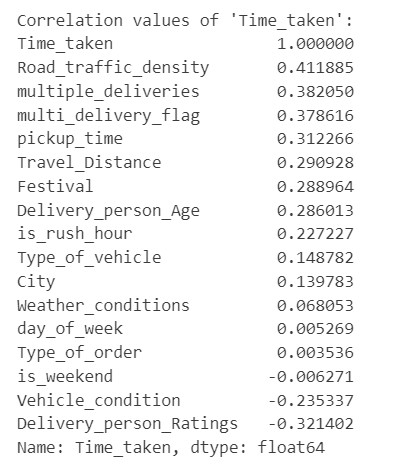 Correlation values of 'Time_taken':
Time_taken 1.000000
Road_traffic_density 0.411885
multiple_deliveries 0.382050
multi_delivery_flag 0.378616
pickup_time 0.312266
Travel_Distance 0.290928
Festival 0.288964
Delivery_person_Age 0.286013
is_rush_hour 0.227227
Type_of_vehicle 0.148782
City 0.139783
Weather_conditions 0.068053
day_of_week 0.005269
Type_of_order 0.003536
is_weekend -0.006271
Vehicle_condition -0.235337
Delivery_person_Ratings -0.321402
Name: Time_taken, dtype: float64